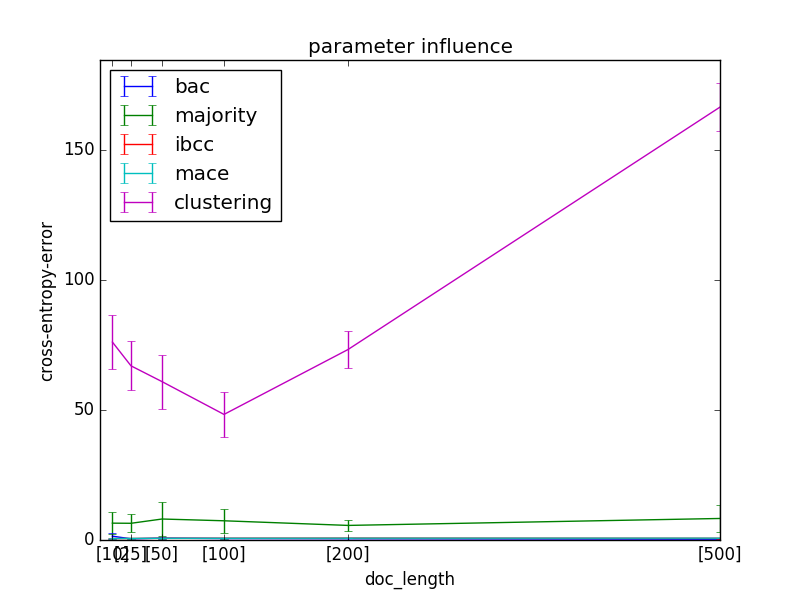 parameter influence
bac
majority
ibcc
mace
clustering
150
100
50
0
cross-entropy-error
[10] [25] [50] [100] [200] [500]
doc_length